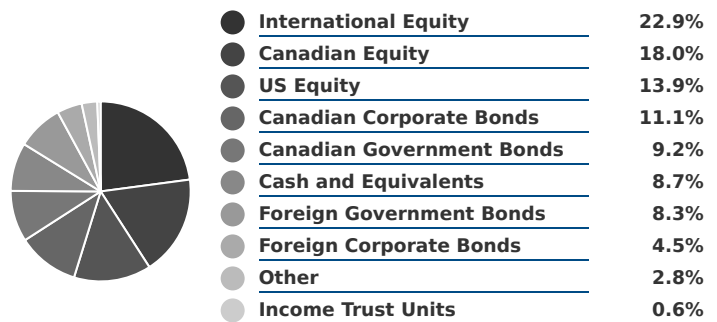 International Equity 22.9%
Canadian Equity 18.0%
US Equity 13.9%
Canadian Corporate Bonds 11.1%
Canadian Government Bonds 9.2%
Cash and Equivalents 8.7%
Foreign Government Bonds 8.3%
Foreign Corporate Bonds 4.5%
Other 2.8%
Income Trust Units 0.6%